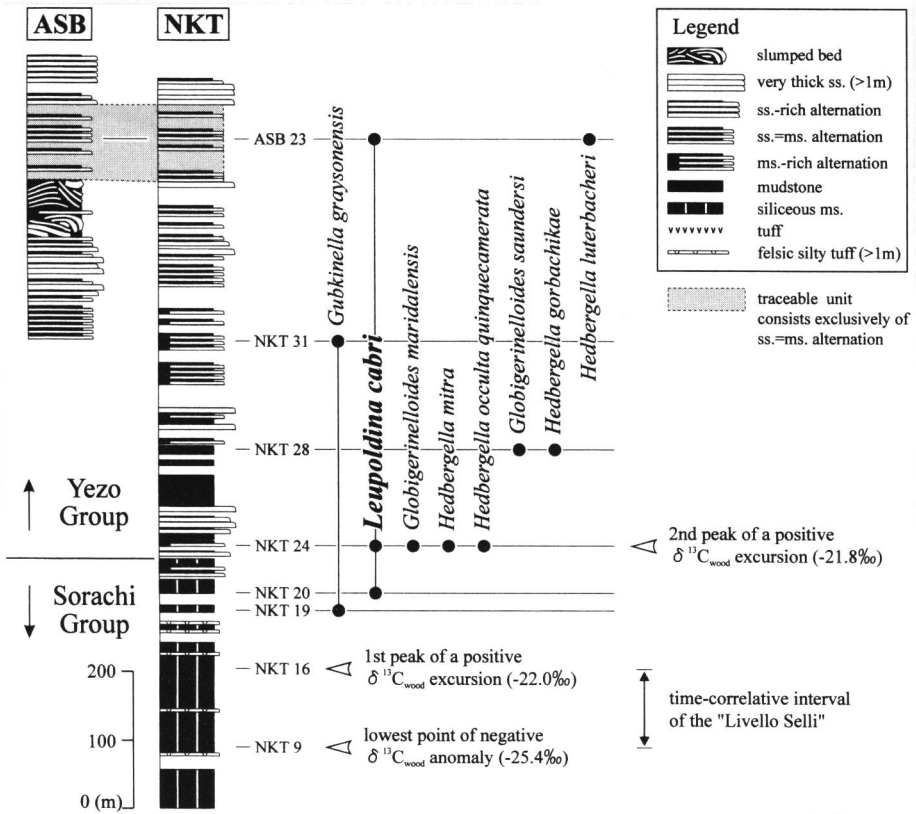 ASB
NKT
Legend
slumped bed
very thick ss. (>1m)
ss.-rich alternation
ss.=ms. alternation
ms.-rich alternation
mudstone
siliceous ms.
tuff
felsic silty tuff (>1m)
traceable unit
consists exclusively of
ss.=ms. alternation
ASB 23
NKT 31
NKT 28
NKT 24
NKT 20
NKT 19
NKT 16
NKT 9
Gubkinella graysonensis
Leupoldina cabri
Globigerinelloides maridalensis
Hedbergella mitra
Hedbergella occulta quinquecamerata
Globigerinelloides saundersi
Hedbergella gorbachikae
Hedbergella luterbacheri
Yezo
Group
Sorachi
Group
200
100
0 (m)
2nd peak of a positive
δ ¹³Cwood excursion (-21.8‰)
1st peak of a positive
δ ¹³Cwood excursion (-22.0‰)
lowest point of negative
δ ¹³Cwood anomaly (-25.4‰)
time-correlative interval
of the "Livello Selli"